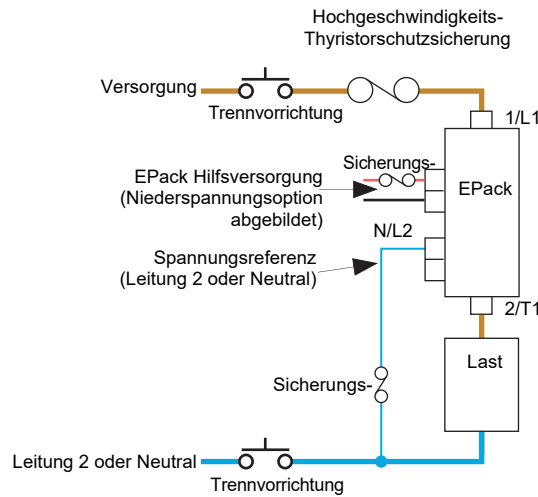 Hochgeschwindigkeits-
Thyristorschutzsicherung
Versorgung
Trennvorrichtung
1/L1
Sicherungs-
EPack Hilfsversorgung
(Niederspannungsoption
abgebildet)
EPack
N/L2
Spannungsreferenz
(Leitung 2 oder Neutral)
2/T1
Last
Sicherungs-
Leitung 2 oder Neutral
Trennvorrichtung